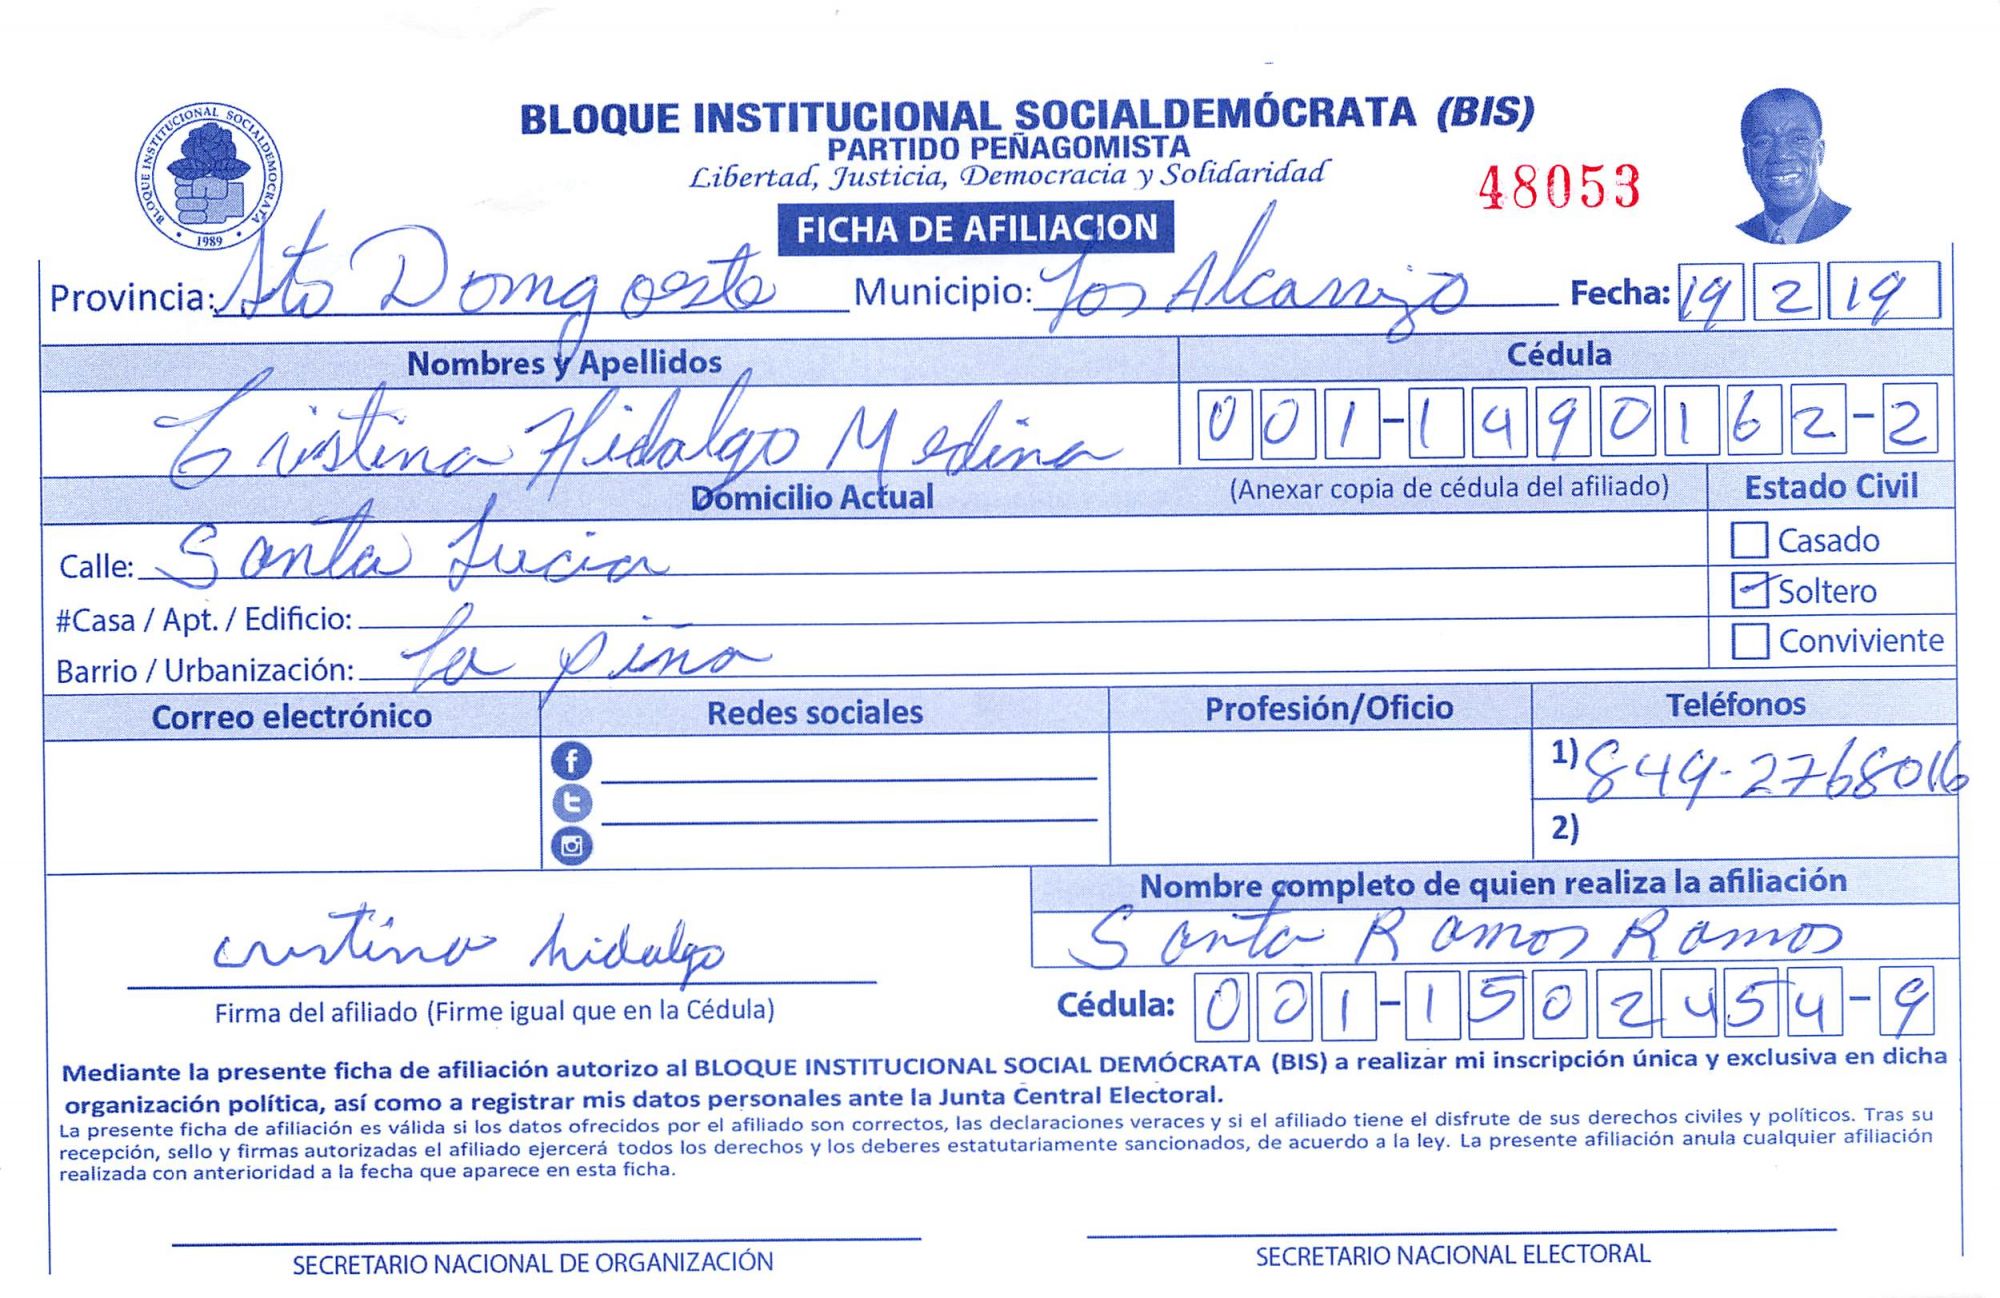 BLOQUE INSTITUCIONAL SOCIALDEMÓCRATA (BIS)
PARTIDO PEÑAGOMISTA
Libertad, Justicia, Democracia y Solidaridad
48053
BLOQUE INSTITUCIONAL SOCIALDEMOCRATA
1989
FICHA DE AFILIACION
Provincia: Sto Domg oeste Municipio: Los Alcarrizo Fecha: 19 2 19
Nombres y Apellidos Cédula
Cristina Hidalgo Medina 001-1490162-2
Domicilio Actual (Anexar copia de cédula del afiliado) Estado Civil
Calle: Santa Lucia Casado
#Casa / Apt. / Edificio: Soltero
Barrio / Urbanización: La piña Conviviente
Correo electrónico Redes sociales Profesión/Oficio Teléfonos
1) 849-2768016
2)
Nombre completo de quien realiza la afiliación
cristina hidalgo Santa Ramos Ramos
Firma del afiliado (Firme igual que en la Cédula) Cédula: 001-1502454-9
Mediante la presente ficha de afiliación autorizo al BLOQUE INSTITUCIONAL SOCIAL DEMÓCRATA (BIS) a realizar mi inscripción única y exclusiva en dicha
organización política, así como a registrar mis datos personales ante la Junta Central Electoral.
La presente ficha de afiliación es válida si los datos ofrecidos por el afiliado son correctos, las declaraciones veraces y si el afiliado tiene el disfrute de sus derechos civiles y políticos. Tras su
recepción, sello y firmas autorizadas el afiliado ejercerá todos los derechos y los deberes estatutariamente sancionados, de acuerdo a la ley. La presente afiliación anula cualquier afiliación
realizada con anterioridad a la fecha que aparece en esta ficha.
SECRETARIO NACIONAL DE ORGANIZACIÓN SECRETARIO NACIONAL ELECTORAL